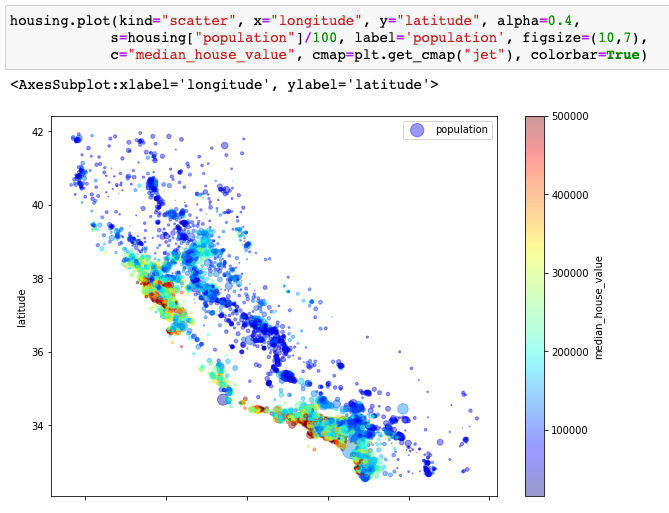 housing.plot(kind="scatter", x="longitude", y="latitude", alpha=0.4,
s=housing["population"]/100, label='population', figsize=(10,7),
c="median_house_value", cmap=plt.get_cmap("jet"), colorbar=True)
<AxesSubplot:xlabel='longitude', ylabel='latitude'>
population
42
40
38
36
34
latitude
500000
400000
300000
200000
100000
median_house_value